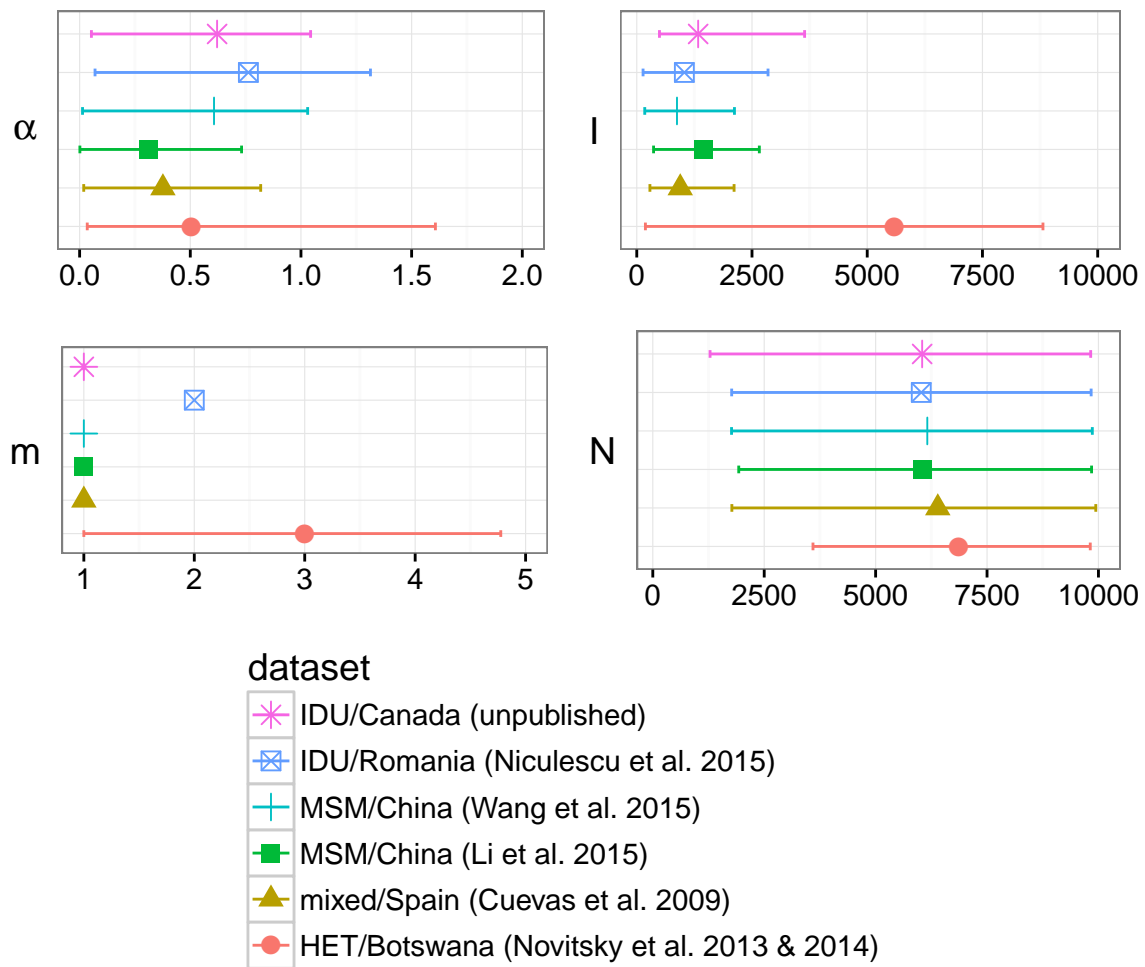 α
0.0 0.5 1.0 1.5 2.0
I
0 2500 5000 7500 10000
m
1 2 3 4 5
N
0 2500 5000 7500 10000
dataset
IDU/Canada (unpublished)
IDU/Romania (Niculescu et al. 2015)
MSM/China (Wang et al. 2015)
MSM/China (Li et al. 2015)
mixed/Spain (Cuevas et al. 2009)
HET/Botswana (Novitsky et al. 2013 & 2014)